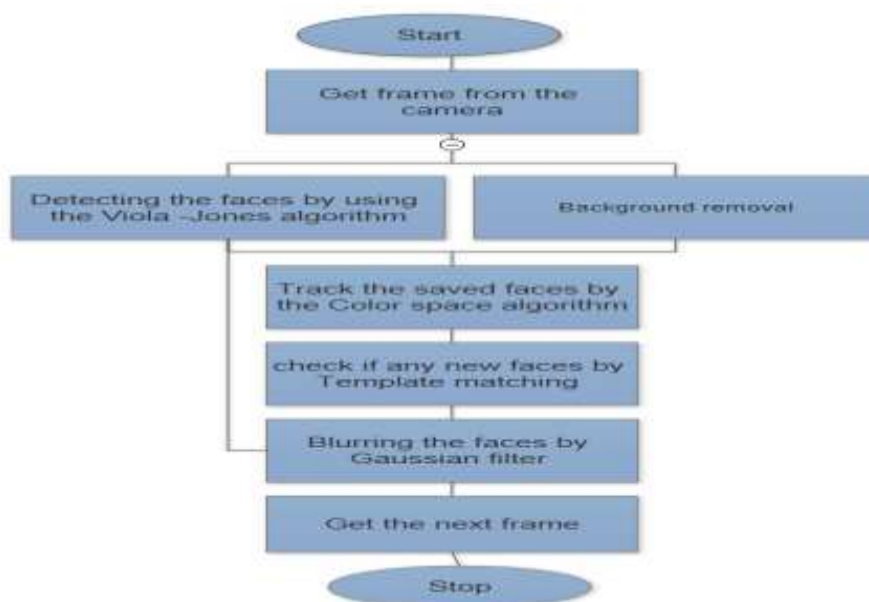 Start
Get frame from the
camera
Detecting the faces by using
the Viola -Jones algorithm
Background removal
Track the saved faces by
the Color space algorithm
check if any new faces by
Template matching
Blurring the faces by
Gaussian filter
Get the next frame
Stop